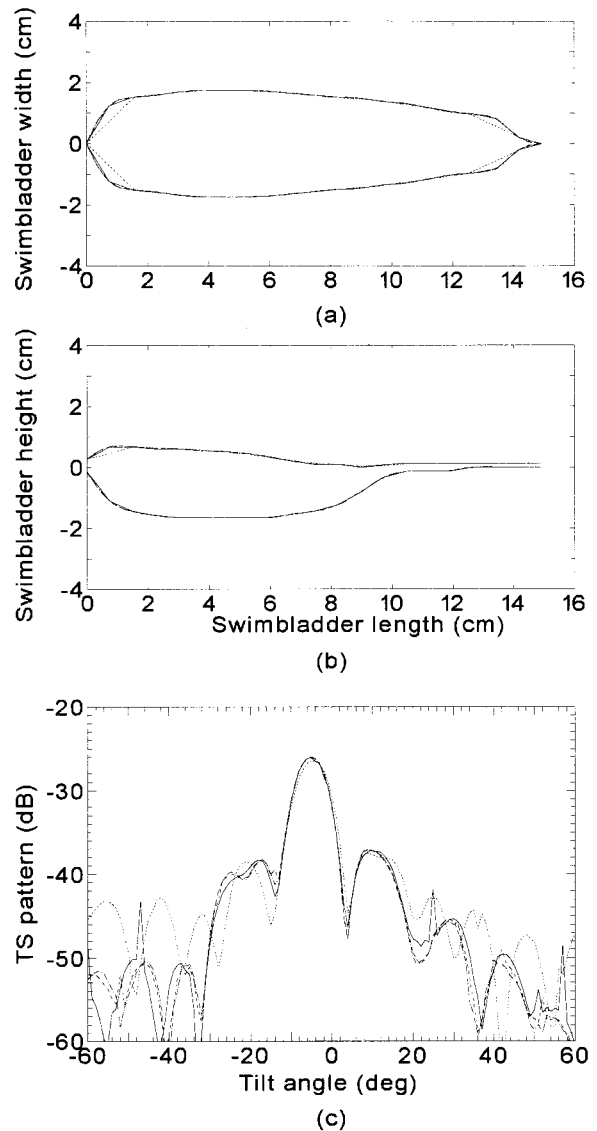 Swimbladder width (cm)
4
2
0
-2
-4
0 2 4 6 8 10 12 14 16
(a)
Swimbladder height (cm)
4
2
0
-2
-4
0 2 4 6 8 10 12 14 16
Swimbladder length (cm)
(b)
TS pattern (dB)
-20
-30
-40
-50
-60
-60 -40 -20 0 20 40 60
Tilt angle (deg)
(c)